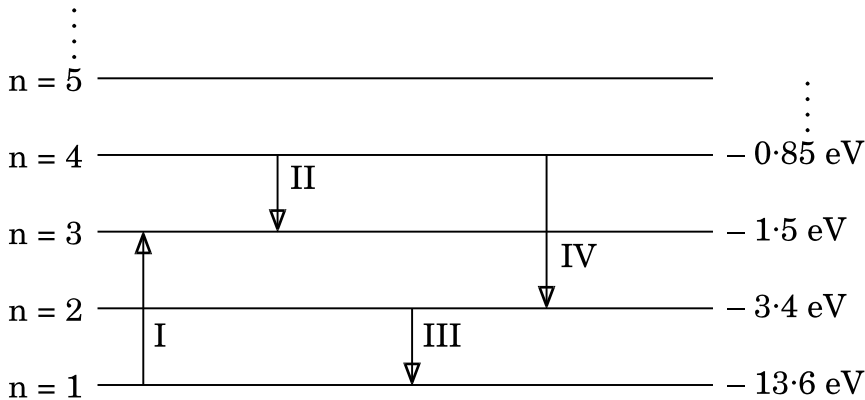 n = 5
n = 4
– 0·85 eV
II
n = 3
– 1·5 eV
IV
n = 2
– 3·4 eV
I
III
n = 1
– 13·6 eV